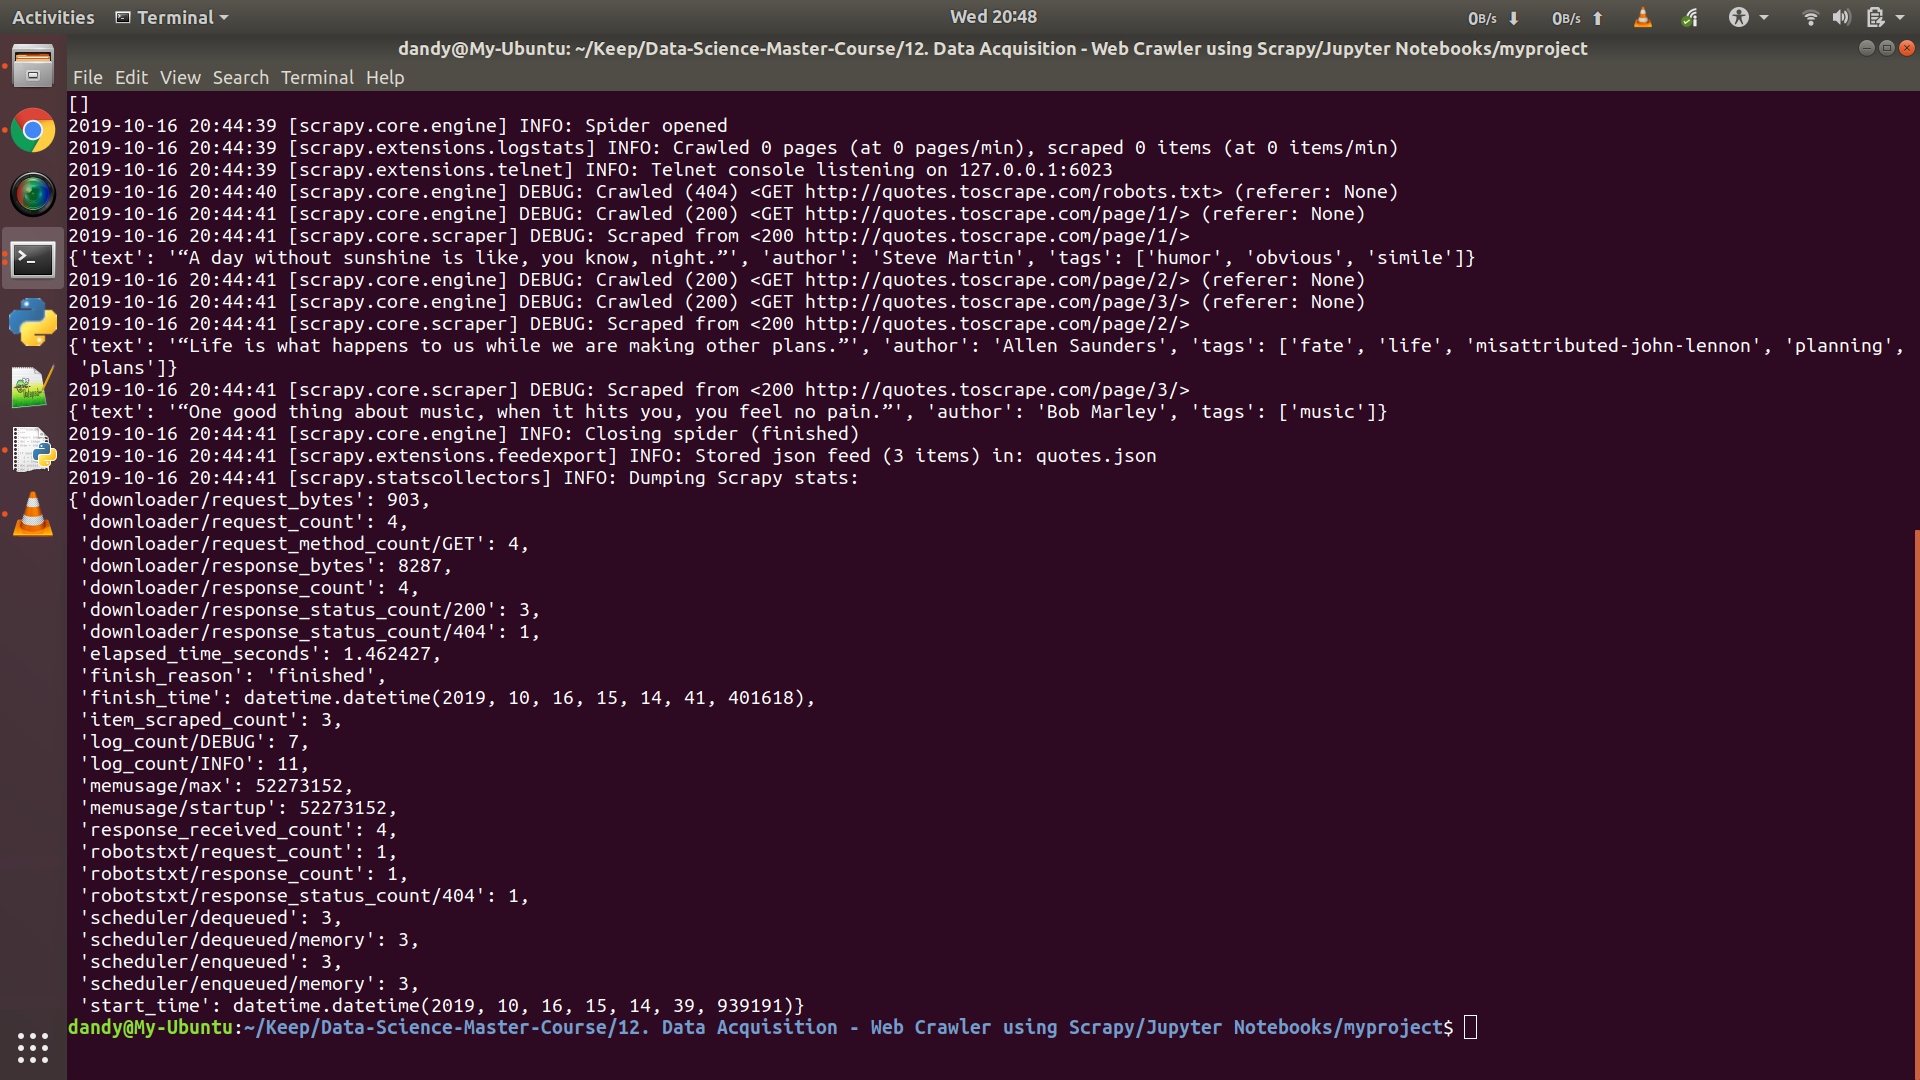 Activities Terminal Wed 20:48 0B/s 0B/s
dandy@My-Ubuntu: ~/Keep/Data-Science-Master-Course/12. Data Acquisition - Web Crawler using Scrapy/Jupyter Notebooks/myproject
File Edit View Search Terminal Help
[]
2019-10-16 20:44:39 [scrapy.core.engine] INFO: Spider opened
2019-10-16 20:44:39 [scrapy.extensions.logstats] INFO: Crawled 0 pages (at 0 pages/min), scraped 0 items (at 0 items/min)
2019-10-16 20:44:39 [scrapy.extensions.telnet] INFO: Telnet console listening on 127.0.0.1:6023
2019-10-16 20:44:40 [scrapy.core.engine] DEBUG: Crawled (404) <GET http://quotes.toscrape.com/robots.txt> (referer: None)
2019-10-16 20:44:41 [scrapy.core.engine] DEBUG: Crawled (200) <GET http://quotes.toscrape.com/page/1/> (referer: None)
2019-10-16 20:44:41 [scrapy.core.scraper] DEBUG: Scraped from <200 http://quotes.toscrape.com/page/1/>
{'text': '“A day without sunshine is like, you know, night.”', 'author': 'Steve Martin', 'tags': ['humor', 'obvious', 'simile']}
2019-10-16 20:44:41 [scrapy.core.engine] DEBUG: Crawled (200) <GET http://quotes.toscrape.com/page/2/> (referer: None)
2019-10-16 20:44:41 [scrapy.core.engine] DEBUG: Crawled (200) <GET http://quotes.toscrape.com/page/3/> (referer: None)
2019-10-16 20:44:41 [scrapy.core.scraper] DEBUG: Scraped from <200 http://quotes.toscrape.com/page/2/>
{'text': '“Life is what happens to us while we are making other plans.”', 'author': 'Allen Saunders', 'tags': ['fate', 'life', 'misattributed-john-lennon', 'planning',
 'plans']}
2019-10-16 20:44:41 [scrapy.core.scraper] DEBUG: Scraped from <200 http://quotes.toscrape.com/page/3/>
{'text': '“One good thing about music, when it hits you, you feel no pain.”', 'author': 'Bob Marley', 'tags': ['music']}
2019-10-16 20:44:41 [scrapy.core.engine] INFO: Closing spider (finished)
2019-10-16 20:44:41 [scrapy.extensions.feedexport] INFO: Stored json feed (3 items) in: quotes.json
2019-10-16 20:44:41 [scrapy.statscollectors] INFO: Dumping Scrapy stats:
{'downloader/request_bytes': 903,
 'downloader/request_count': 4,
 'downloader/request_method_count/GET': 4,
 'downloader/response_bytes': 8287,
 'downloader/response_count': 4,
 'downloader/response_status_count/200': 3,
 'downloader/response_status_count/404': 1,
 'elapsed_time_seconds': 1.462427,
 'finish_reason': 'finished',
 'finish_time': datetime.datetime(2019, 10, 16, 15, 14, 41, 401618),
 'item_scraped_count': 3,
 'log_count/DEBUG': 7,
 'log_count/INFO': 11,
 'memusage/max': 52273152,
 'memusage/startup': 52273152,
 'response_received_count': 4,
 'robotstxt/request_count': 1,
 'robotstxt/response_count': 1,
 'robotstxt/response_status_count/404': 1,
 'scheduler/dequeued': 3,
 'scheduler/dequeued/memory': 3,
 'scheduler/enqueued': 3,
 'scheduler/enqueued/memory': 3,
 'start_time': datetime.datetime(2019, 10, 16, 15, 14, 39, 939191)}
dandy@My-Ubuntu:~/Keep/Data-Science-Master-Course/12. Data Acquisition - Web Crawler using Scrapy/Jupyter Notebooks/myproject$